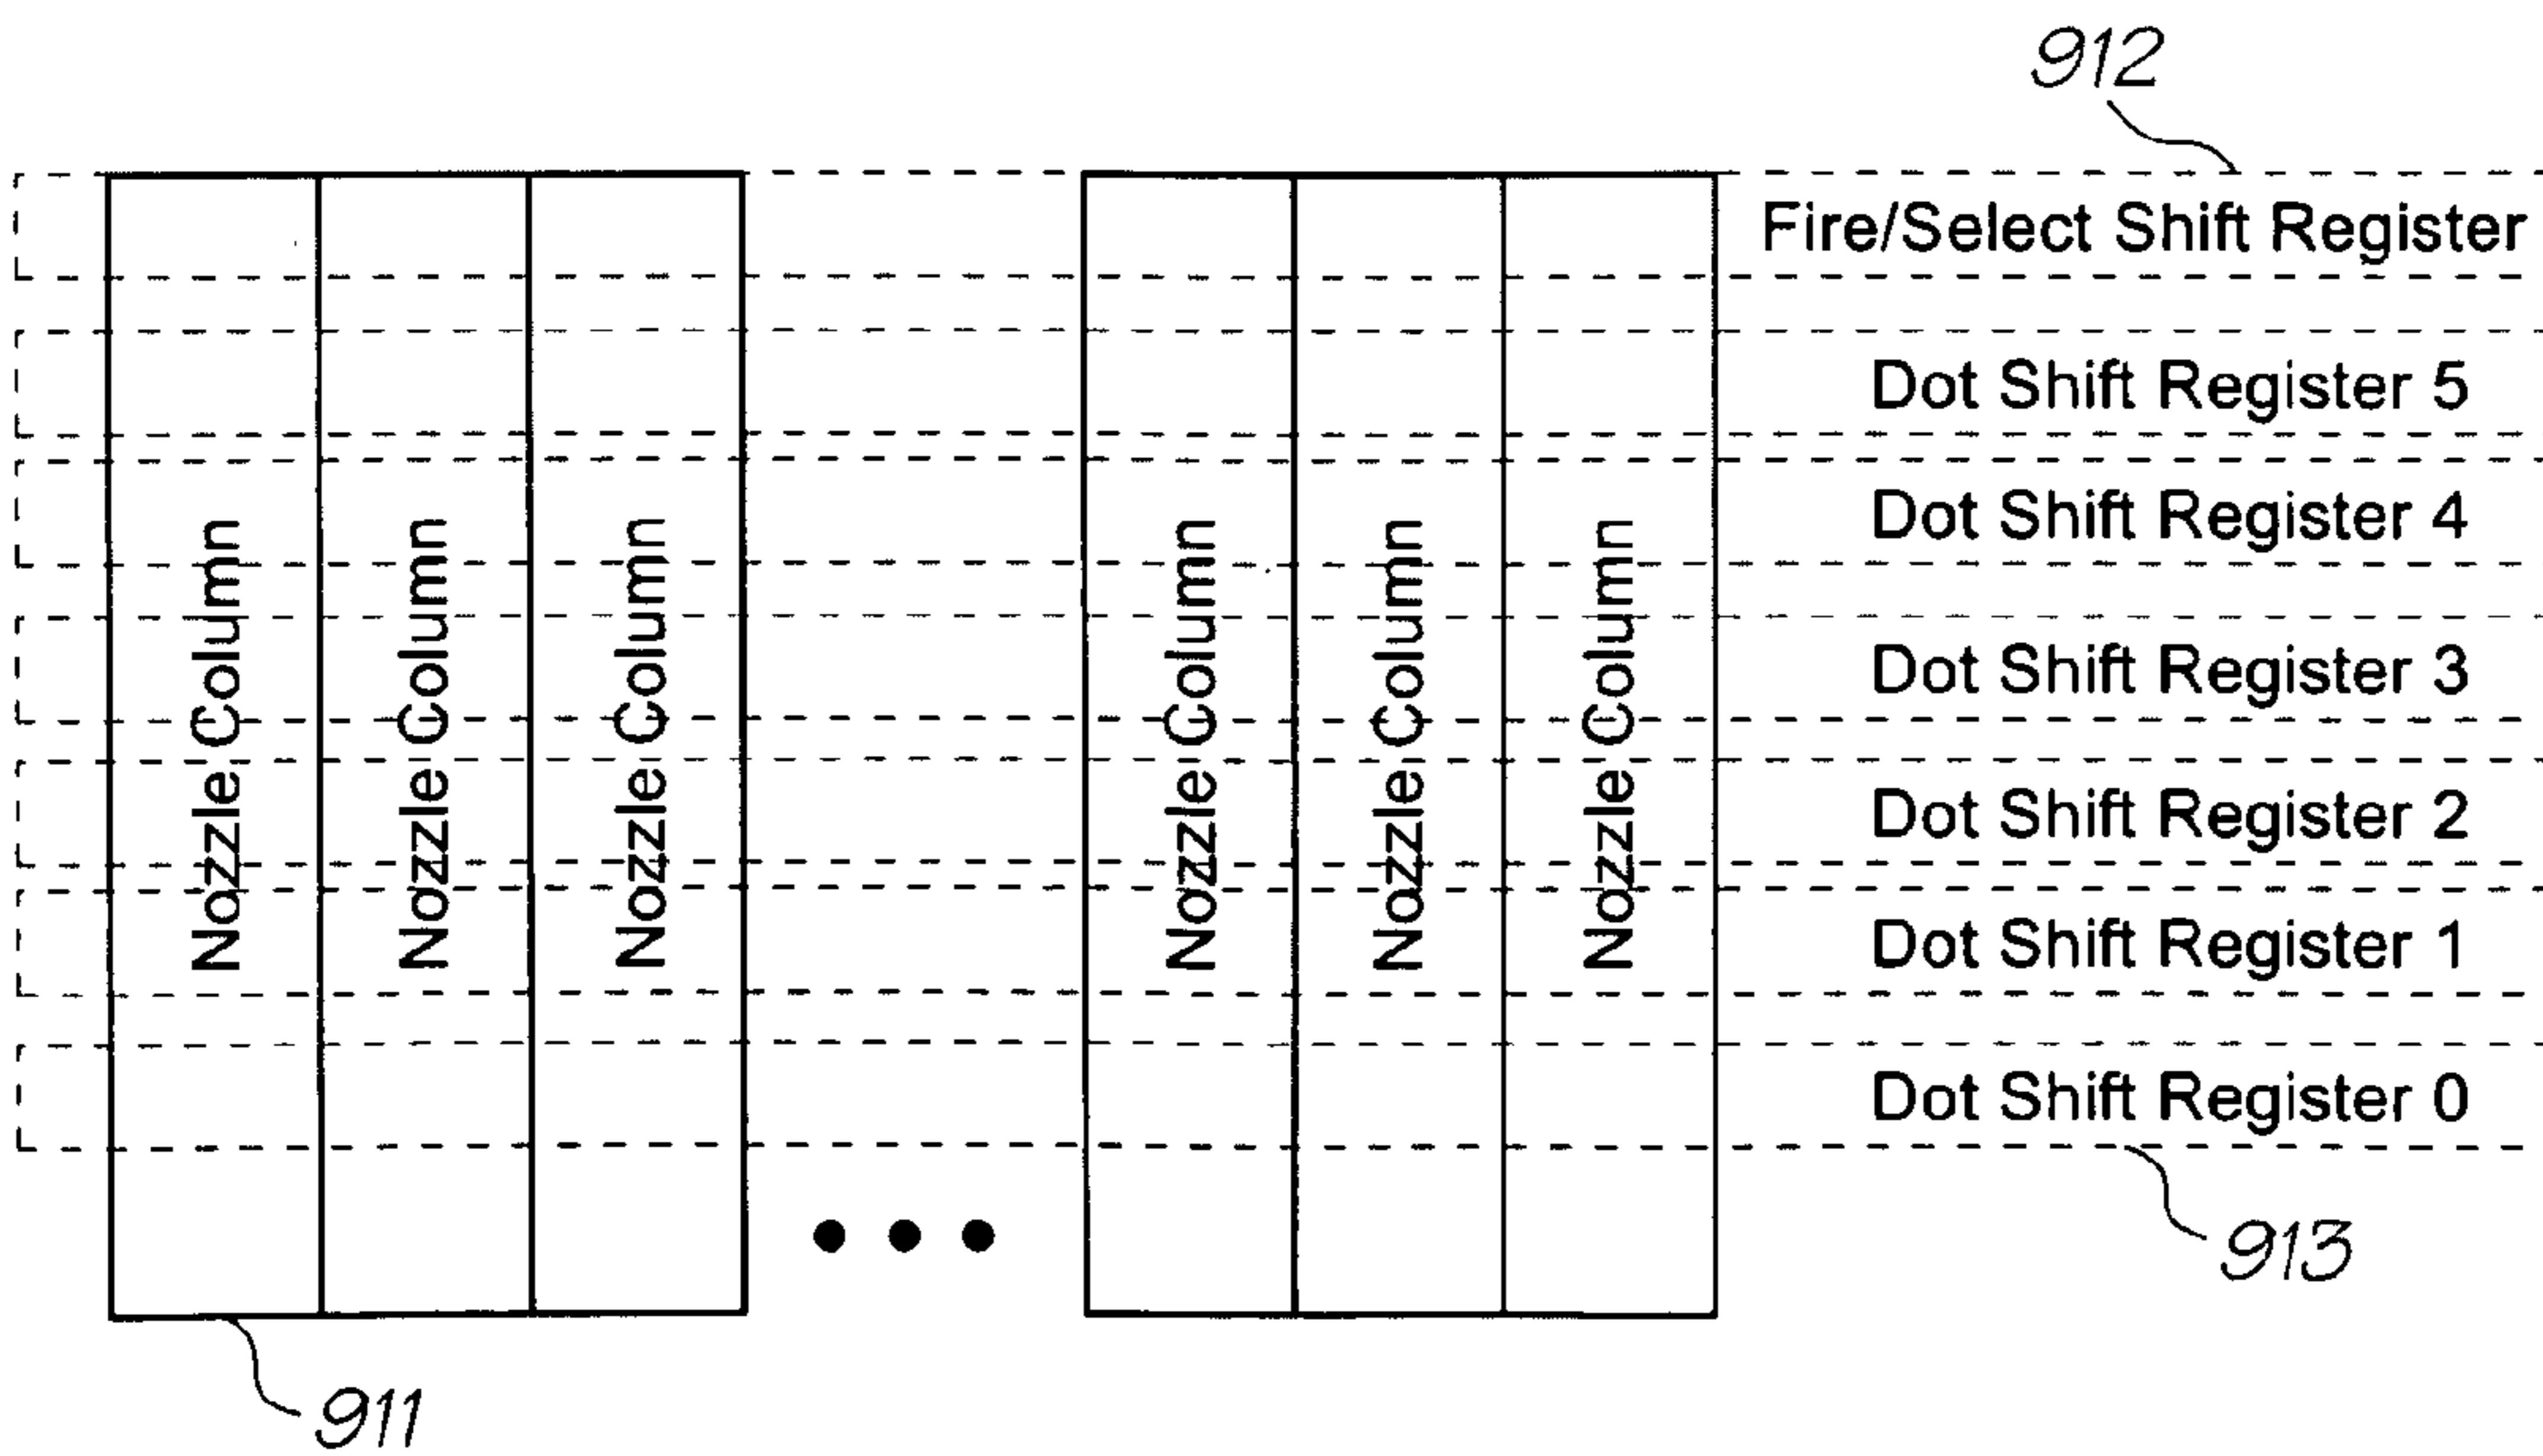 912
Fire/Select Shift Register
Dot Shift Register 5
Dot Shift Register 4
Dot Shift Register 3
Dot Shift Register 2
Dot Shift Register 1
Dot Shift Register 0
Nozzle Column
Nozzle Column
Nozzle Column
Nozzle Column
Nozzle Column
Nozzle Column
913
911